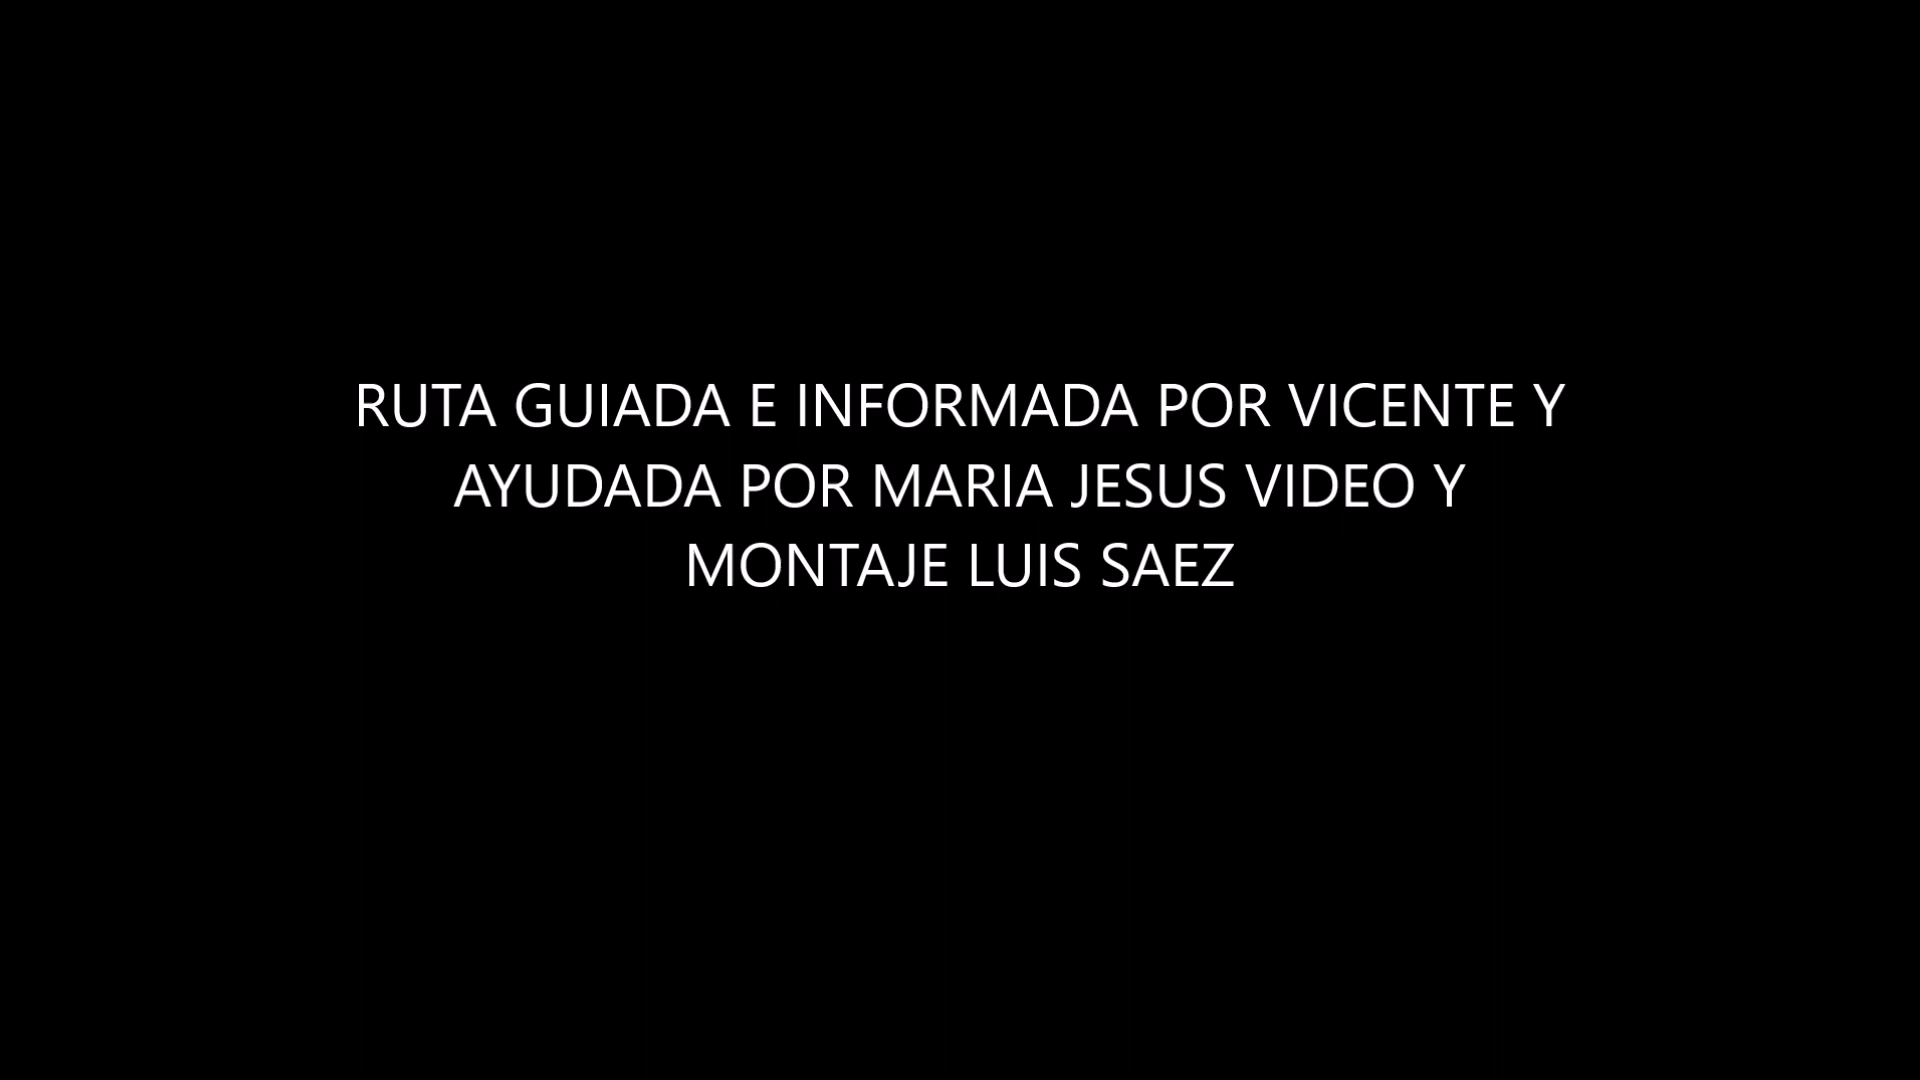 RUTA GUIADA E INFORMADA POR VICENTE Y
AYUDADA POR MARIA JESUS VIDEO Y
MONTAJE LUIS SAEZ